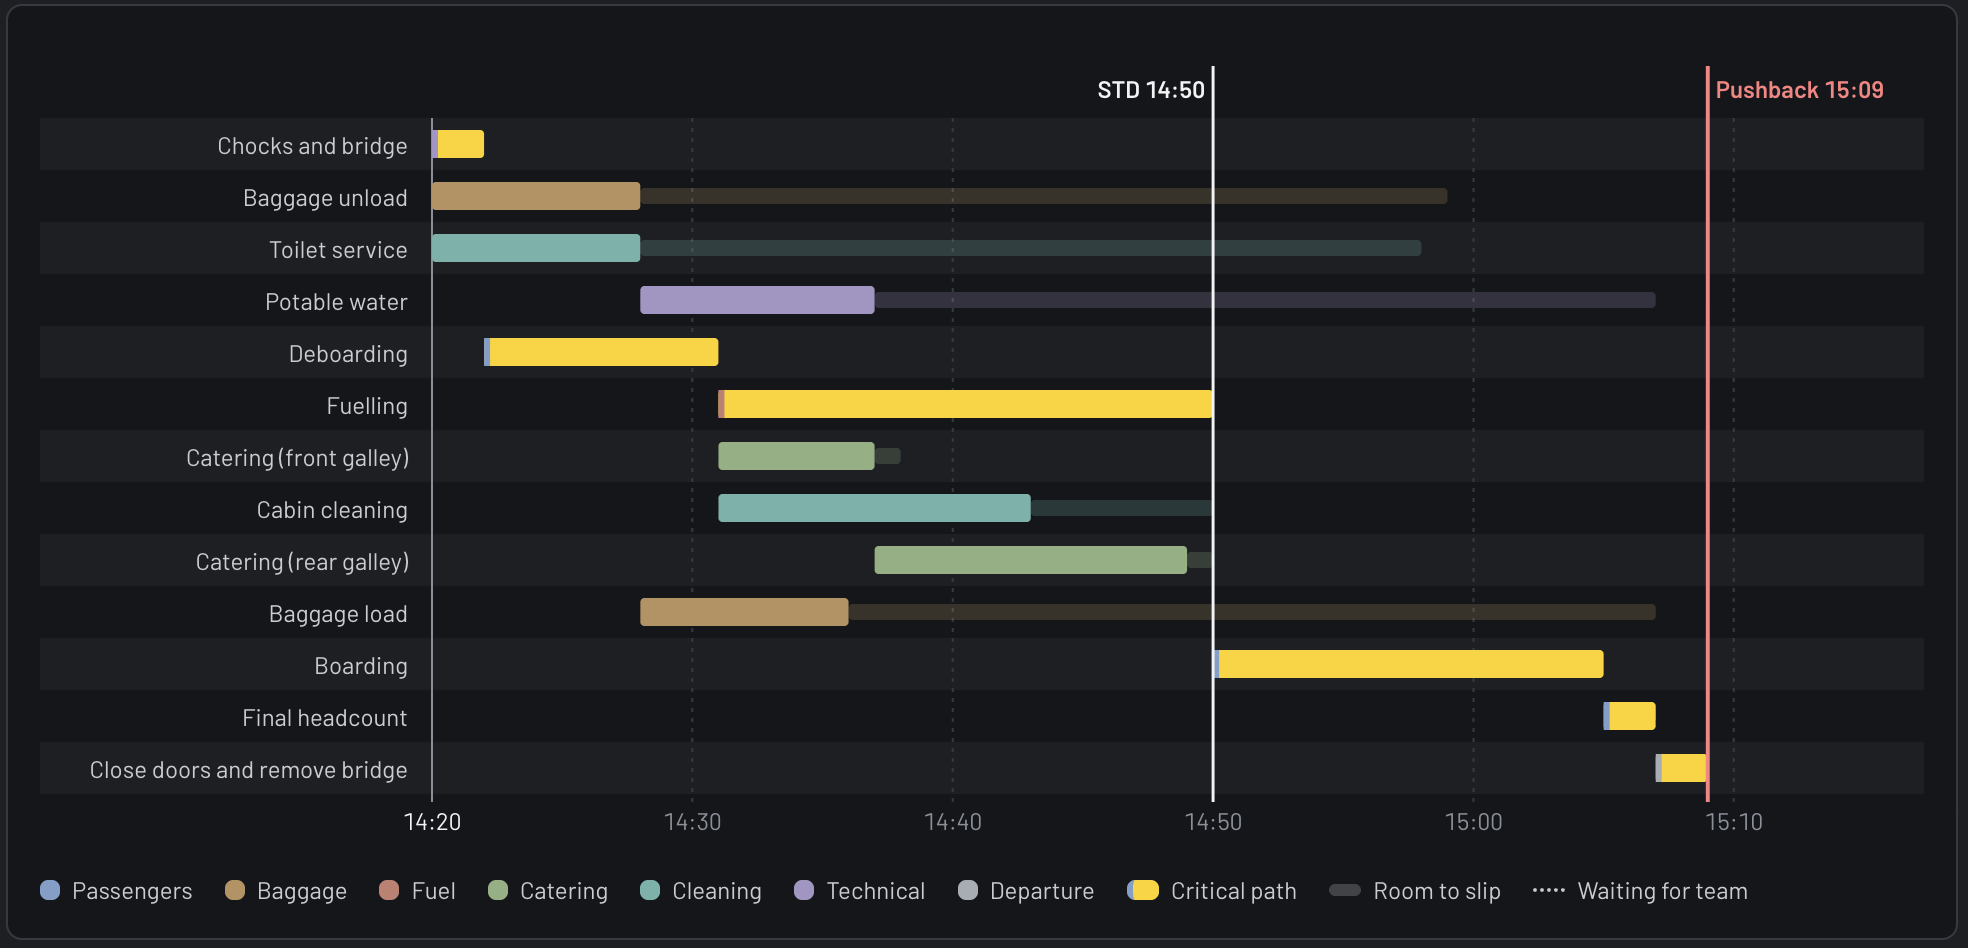 STD 14:50
Pushback 15:09
Chocks and bridge
Baggage unload
Toilet service
Potable water
Deboarding
Fuelling
Catering (front galley)
Cabin cleaning
Catering (rear galley)
Baggage load
Boarding
Final headcount
Close doors and remove bridge
14:20 14:30 14:40 14:50 15:00 15:10
Passengers Baggage Fuel Catering Cleaning Technical Departure Critical path Room to slip Waiting for team